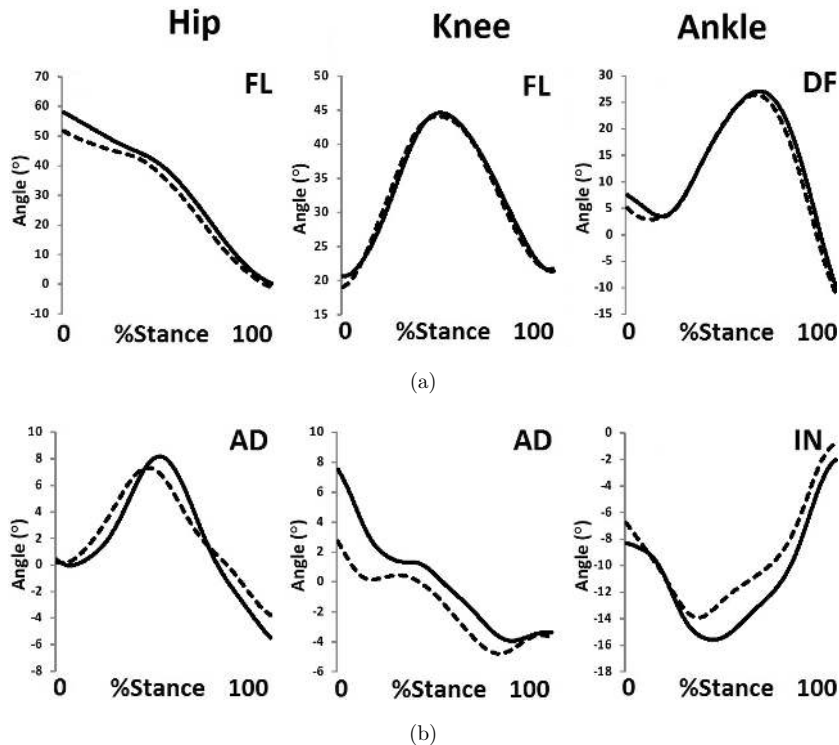 Hip Knee Ankle
FL FL DF
Angle (°) Angle (°) Angle (°)
70 60 50 40 30 20 10 0 -10
50 45 40 35 30 25 20 15
30 25 20 15 10 5 0 -5 -10 -15
0 %Stance 100 0 %Stance 100 0 %Stance 100
(a)
AD AD IN
Angle (°) Angle (°) Angle (°)
10 8 6 4 2 0 -2 -4 -6 -8
10 8 6 4 2 0 -2 -4 -6
0 -2 -4 -6 -8 -10 -12 -14 -16 -18
0 %Stance 100 0 %Stance 100 0 %Stance 100
(b)